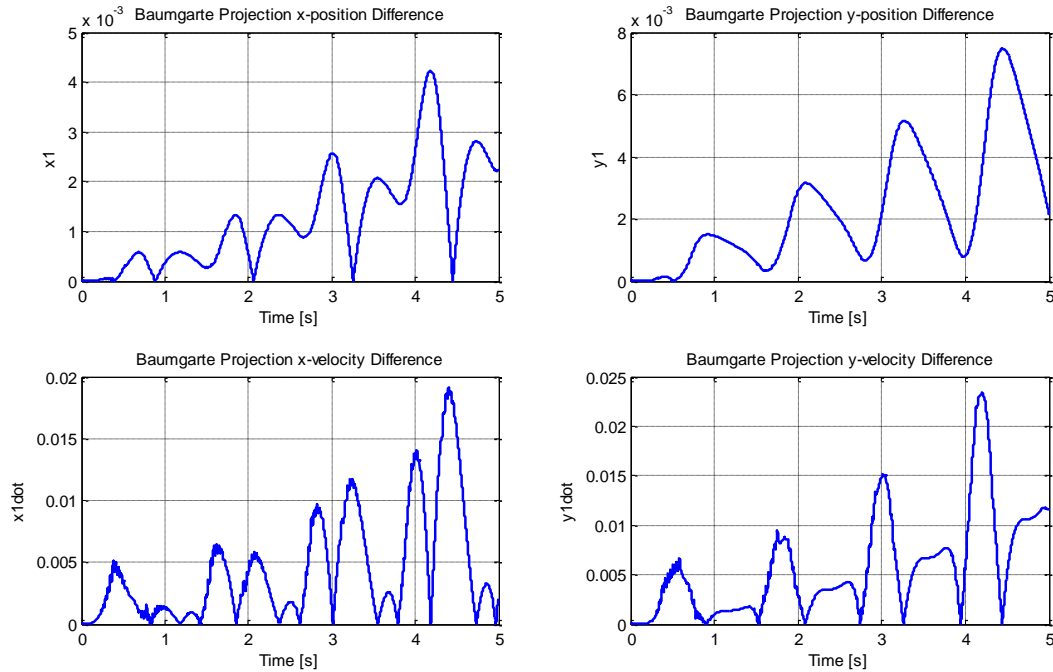 Baumgarte Projection x-position Difference
x 10^-3
5
4
3
2
1
0
x1
0 1 2 3 4 5
Time [s]
Baumgarte Projection y-position Difference
x 10^-3
8
6
4
2
0
y1
0 1 2 3 4 5
Time [s]
Baumgarte Projection x-velocity Difference
0.02
0.015
0.01
0.005
0
x1dot
0 1 2 3 4 5
Time [s]
Baumgarte Projection y-velocity Difference
0.025
0.02
0.015
0.01
0.005
0
y1dot
0 1 2 3 4 5
Time [s]